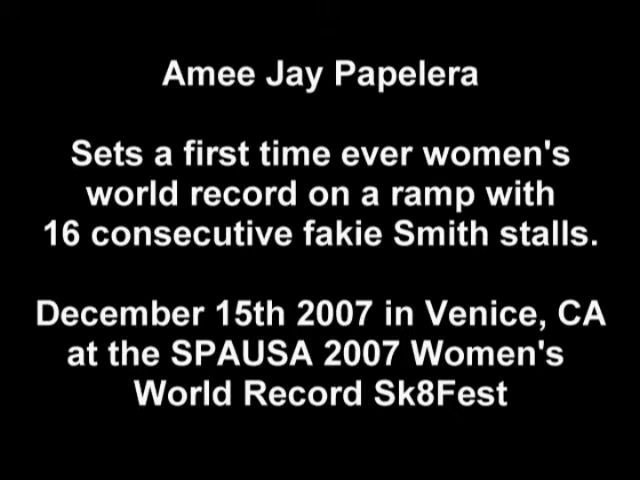 Amee Jay Papelera
Sets a first time ever women's
world record on a ramp with
16 consecutive fakie Smith stalls.
December 15th 2007 in Venice, CA
at the SPAUSA 2007 Women's
World Record Sk8Fest